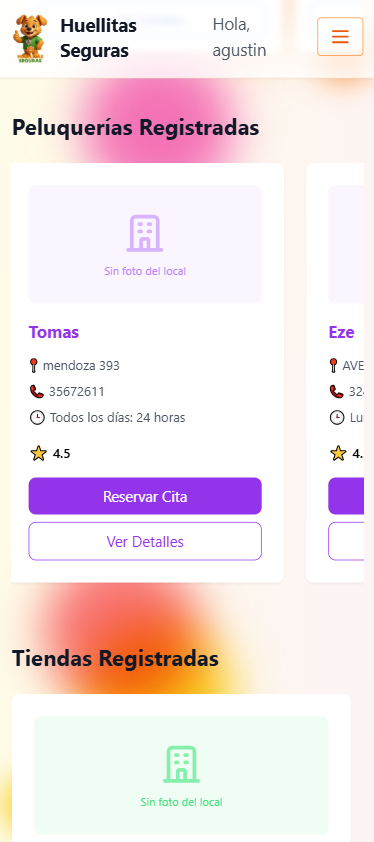 SEGURAS
Huellitas
Seguras
Hola,
agustin
Peluquerías Registradas
Sin foto del local
Tomas
mendoza 393
35672611
Todos los días: 24 horas
4.5
Reservar Cita
Ver Detalles
Eze
AVE
324
Lu
4.
Tiendas Registradas
Sin foto del local